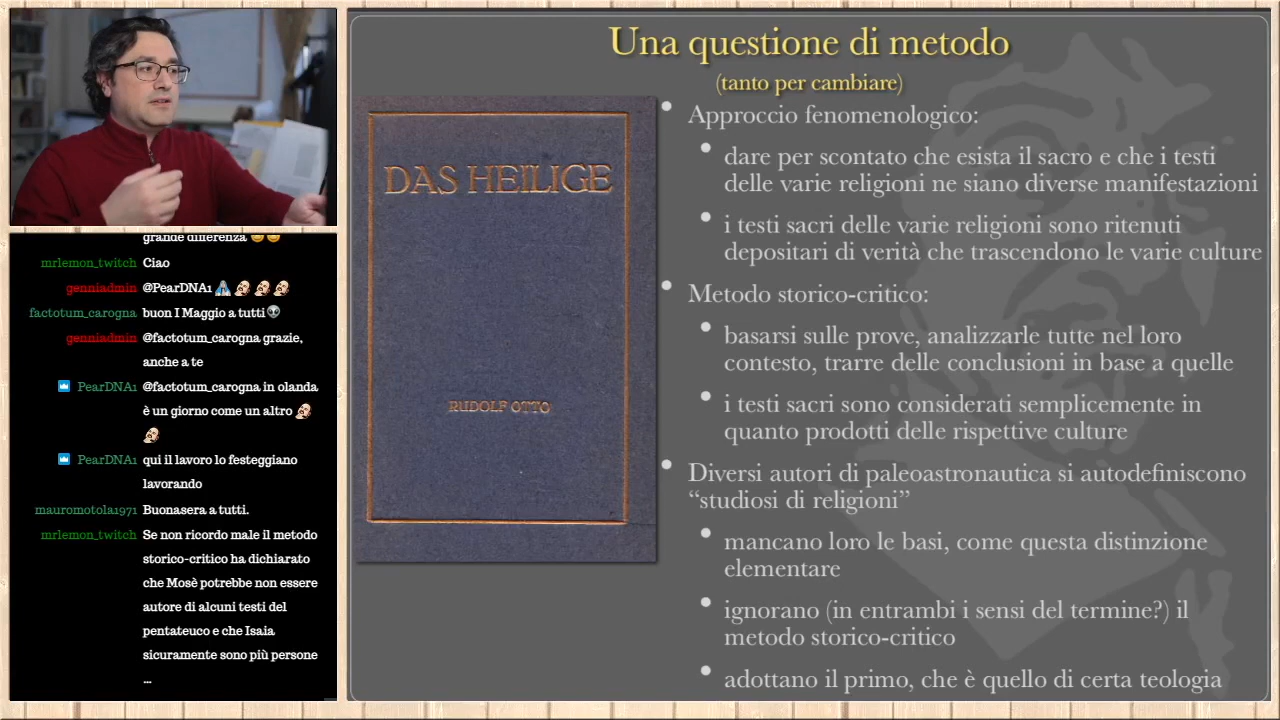 Una questione di metodo
(tanto per cambiare)
DAS HEILIGE
RUDOLF OTTO
• Approccio fenomenologico:
• dare per scontato che esista il sacro e che i testi
delle varie religioni ne siano diverse manifestazioni
• i testi sacri delle varie religioni sono ritenuti
depositari di verità che trascendono le varie culture
• Metodo storico-critico:
• basarsi sulle prove, analizzarle tutte nel loro
contesto, trarre delle conclusioni in base a quelle
• i testi sacri sono considerati semplicemente in
quanto prodotti delle rispettive culture
• Diversi autori di paleoastronautica si autodefiniscono
“studiosi di religioni”
• mancano loro le basi, come questa distinzione
elementare
• ignorano (in entrambi i sensi del termine?) il
metodo storico-critico
• adottano il primo, che è quello di certa teologia
grande differenza 😊😊
mrlemon_twitch Ciao
genniadmin @PearDNA1
factotum_carogna buon I Maggio a tutti 👽
genniadmin @factotum_carogna grazie,
anche a te
PearDNA1 @factotum_carogna in olanda
è un giorno come un altro
PearDNA1 qui il lavoro lo festeggiano
lavorando
mauromotola1971 Buonasera a tutti.
mrlemon_twitch Se non ricordo male il metodo
storico-critico ha dichiarato
che Mosè potrebbe non essere
autore di alcuni testi del
pentateuco e che Isaia
sicuramente sono più persone
...